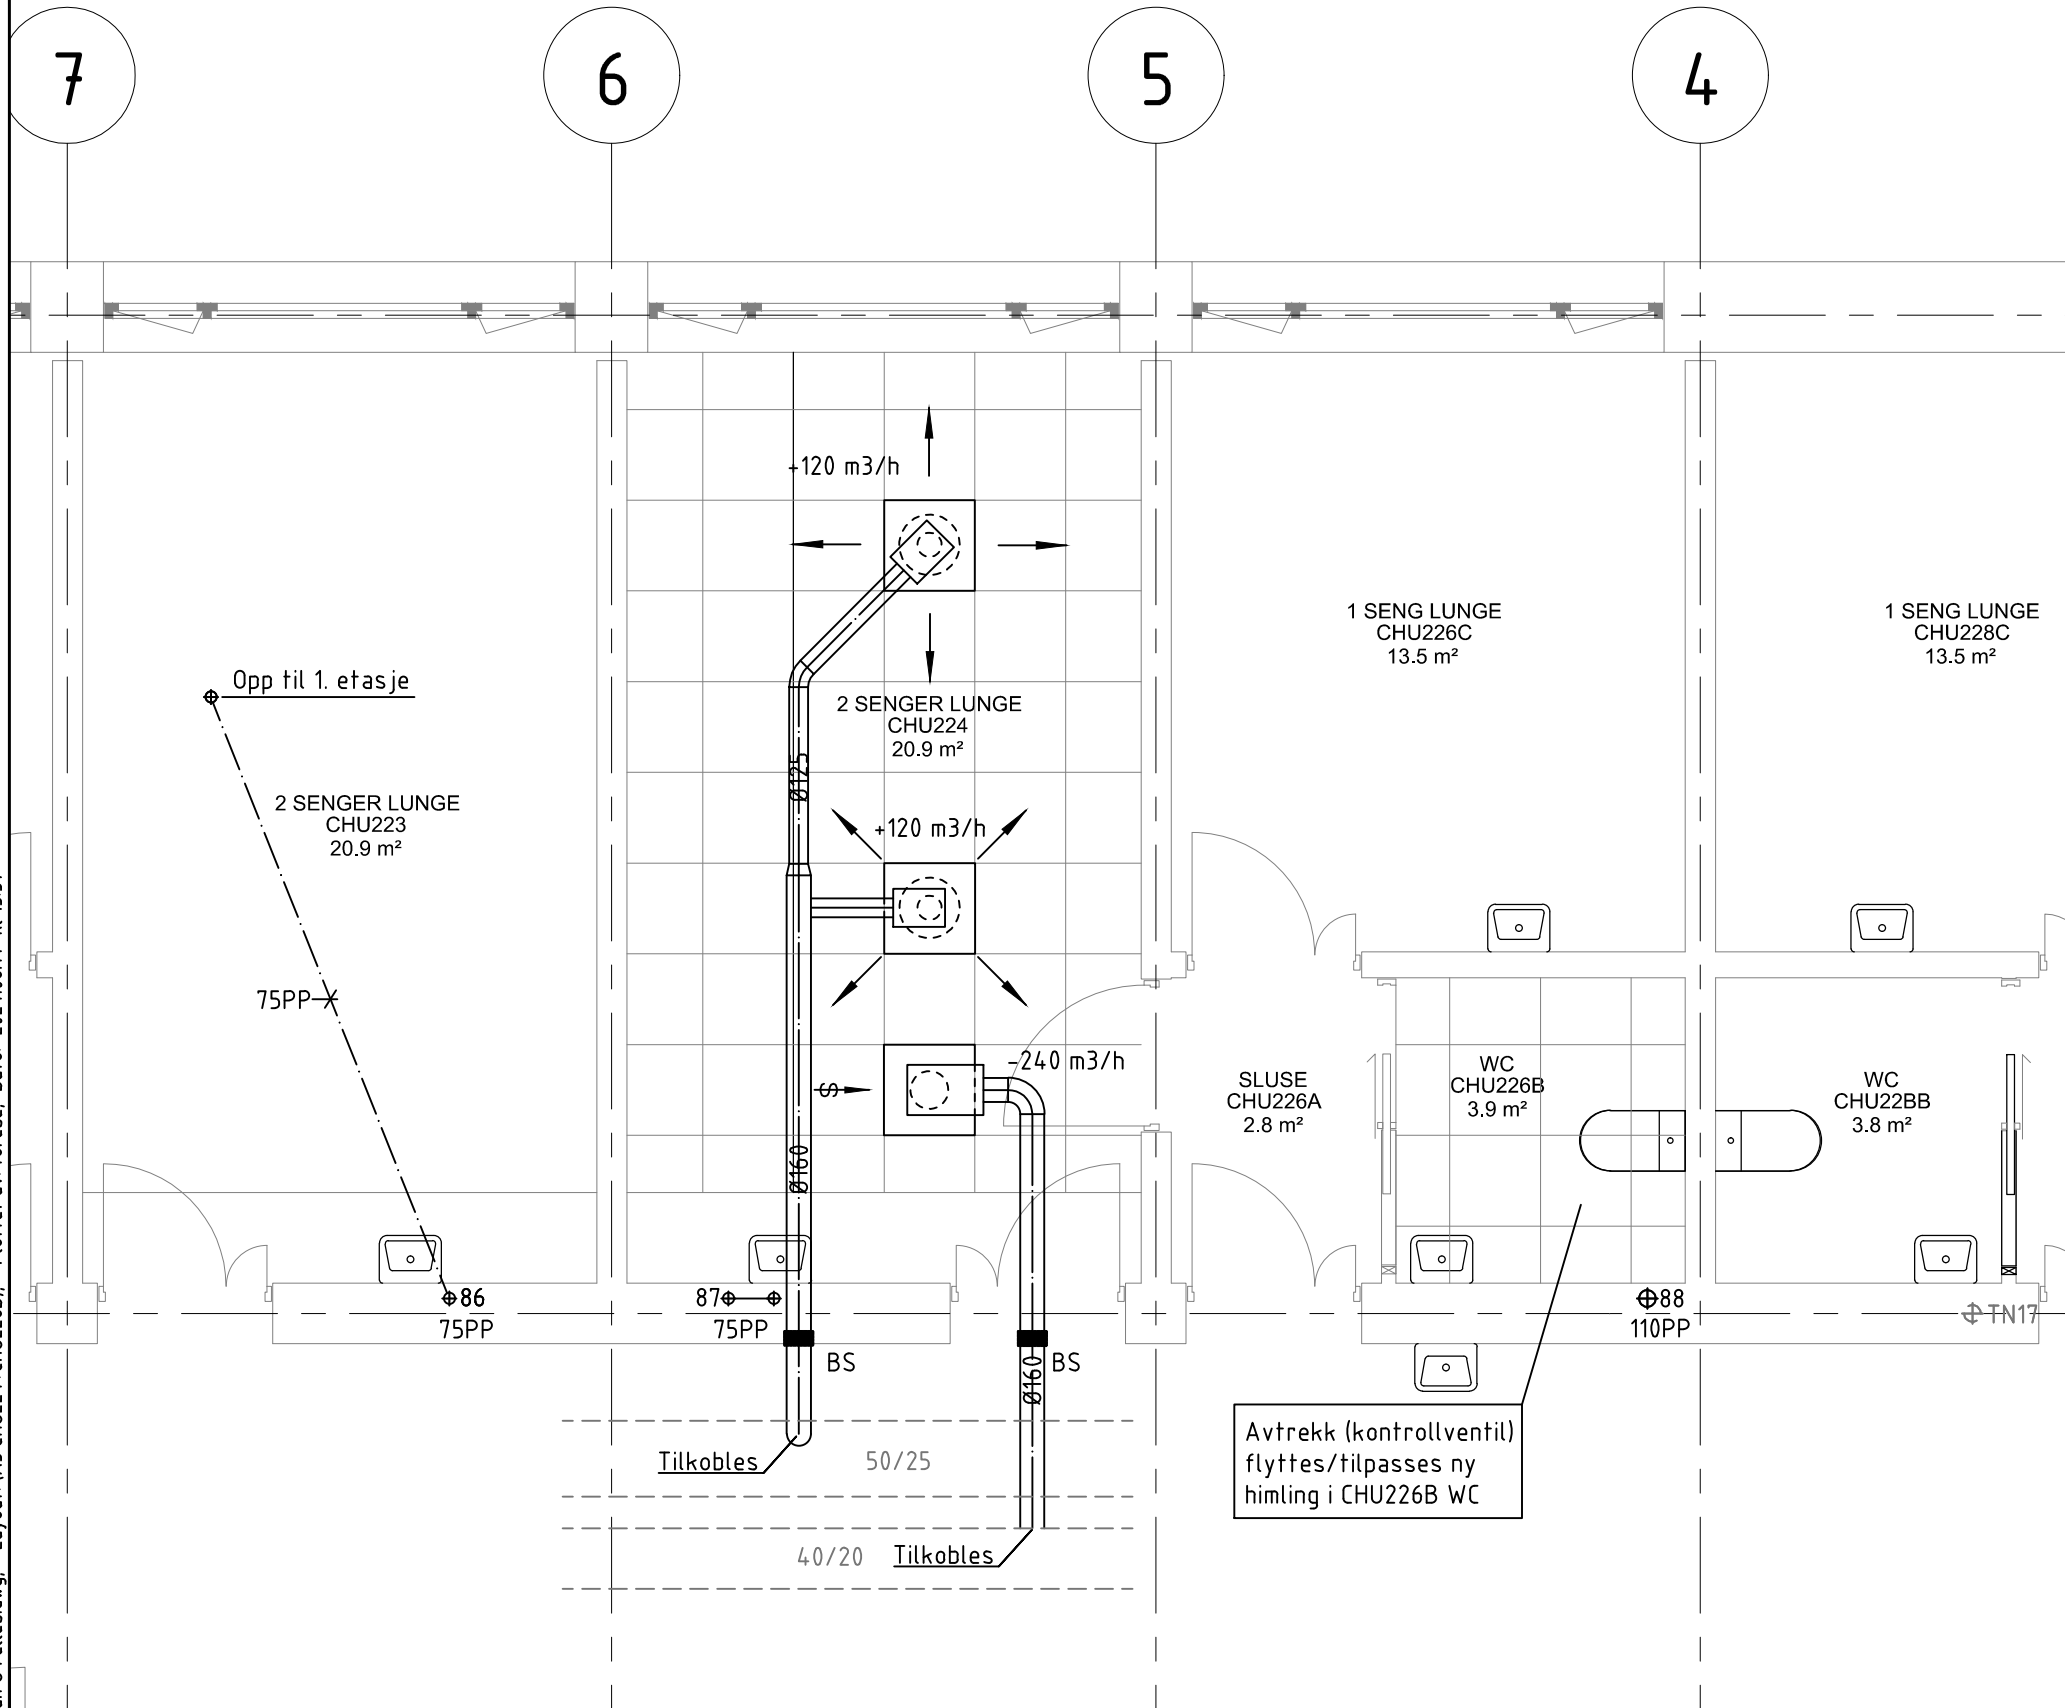 7
6
5
4
+120 m3/h
1 SENG LUNGE
CHU226C
13.5 m²
1 SENG LUNGE
CHU228C
13.5 m²
Opp til 1. etasje
2 SENGER LUNGE
CHU224
20.9 m²
Ø125
2 SENGER LUNGE
CHU223
20.9 m²
+120 m3/h
75PP
-240 m3/h
S
SLUSE
CHU226A
2.8 m²
WC
CHU226B
3.9 m²
WC
CHU22BB
3.8 m²
Ø160
86
75PP
87
75PP
88
110PP
TN17
BS
BS
Ø160
Tilkobles
50/25
40/20
Tilkobles
Avtrekk (kontrollventil)
flyttes/tilpasses ny
himling i CHU226B WC